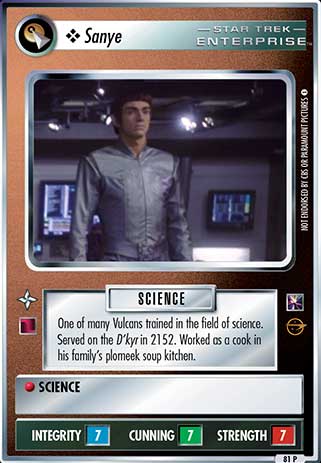 ❖ Sanye
STAR TREK
ENTERPRISE™
NOT ENDORSED BY CBS OR PARAMOUNT PICTURES
SCIENCE
One of many Vulcans trained in the field of science.
Served on the D'kyr in 2152. Worked as a cook in
his family's plomeek soup kitchen.
SCIENCE
INTEGRITY 7 CUNNING 7 STRENGTH 7
81 P